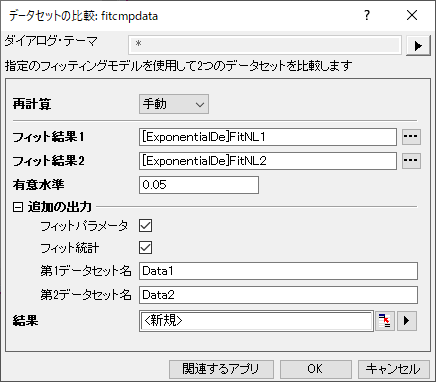 データセットの比較: fitcmpdata
ダイアログ・テーマ *
指定のフィッティングモデルを使用して2つのデータセットを比較します
再計算 手動
フィット結果1 [ExponentialDe]FitNL1
フィット結果2 [ExponentialDe]FitNL2
有意水準 0.05
追加の出力
フィットパラメータ
フィット統計
第1データセット名 Data1
第2データセット名 Data2
結果 <新規>
関連するアプリ OK キャンセル